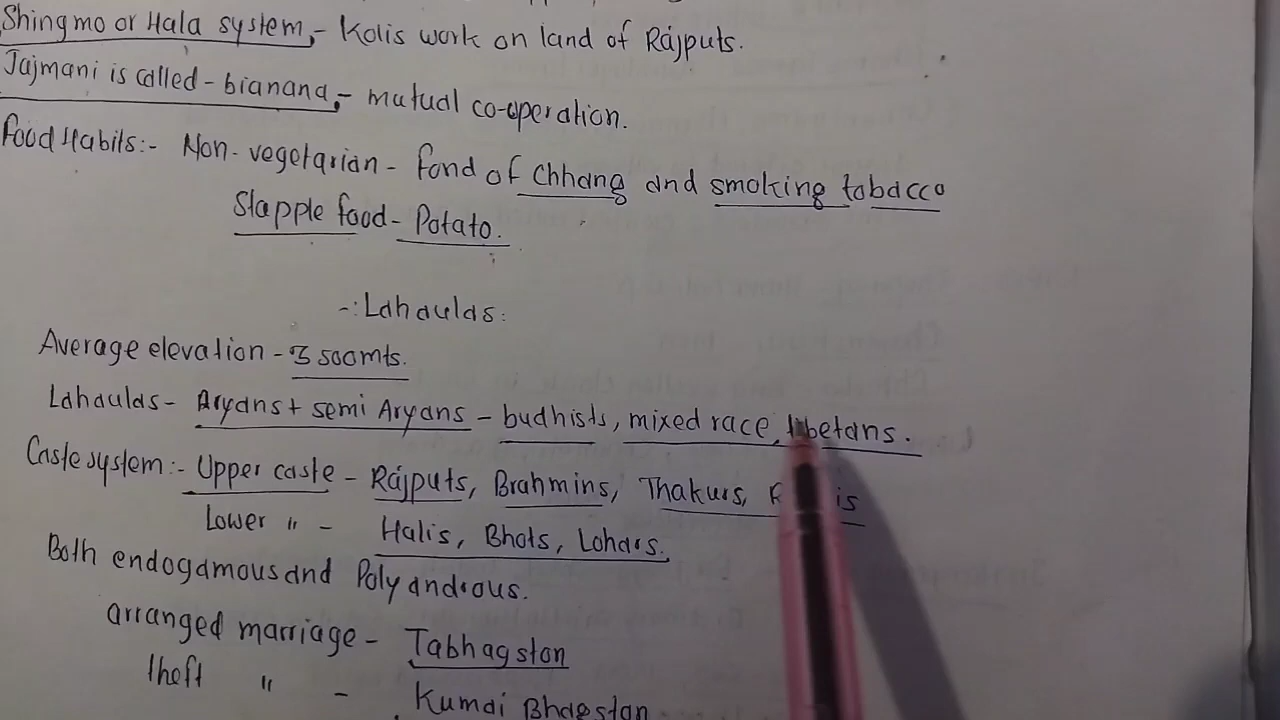 Shingmo or Hala system,- Kolis work on land of Rajputs.
Jajmani is called - bianana,- mutual co-operation.
Food Habits:- Non-vegetarian - fond of Chhang and smoking tobacco
Stapple food - Potato.
-:Lahaulas:
Average elevation - 3500mts.
Lahaulas - Aryans + semi Aryans - budhists, mixed race, tibetans.
Caste system:- Upper caste - Rajputs, Brahmins, Thakurs,
Lower " - Halis, Bhots, Lohars.
Both endogamous and Polyandrous.
arranged marriage - Tabhagston
Theft " - Kumai Bhagstan